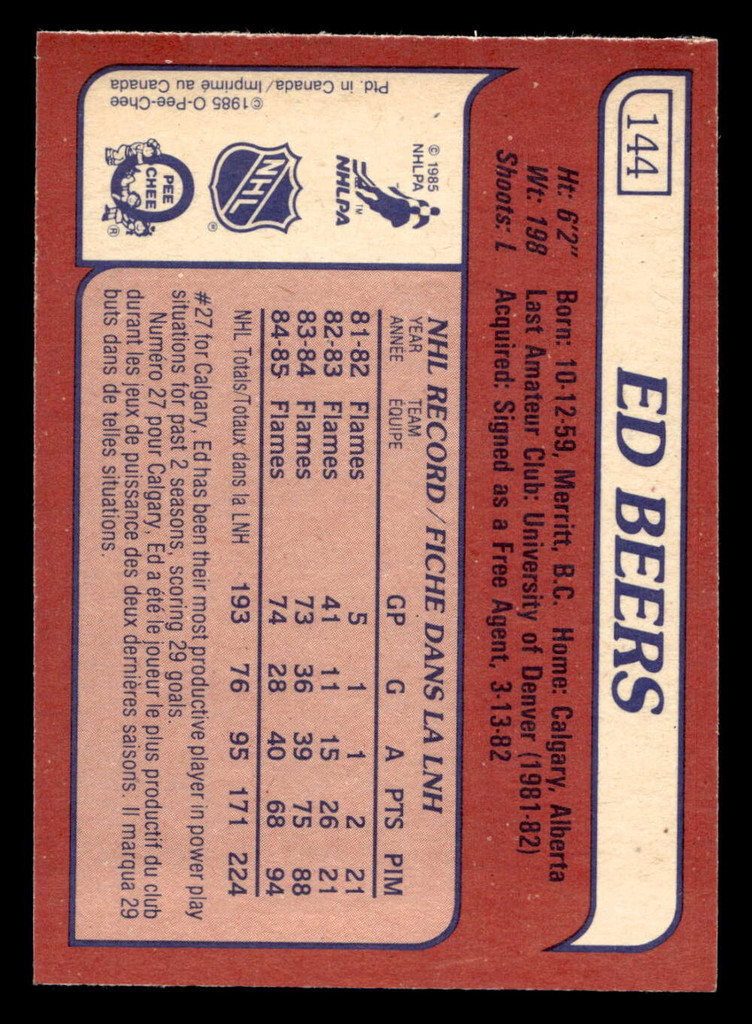 144
ED BEERS
Ht: 6'2" Born: 10-12-59, Merritt, B.C. Home: Calgary, Alberta
Wt: 198 Last Amateur Club: University of Denver (1981-82)
Shoots: L Acquired: Signed as a Free Agent, 3-13-82
© 1985
NHLPA
NHLPA™
NHL
®
O
PEE
CHEE
®
©1985 O-Pee-Chee
Ptd. in Canada/Imprimé au Canada
NHL RECORD / FICHE DANS LA LNH
YEAR TEAM
ANNÉE ÉQUIPE GP G A PTS PIM
81-82 Flames 5 1 1 2 21
82-83 Flames 41 11 15 26 21
83-84 Flames 73 36 39 75 88
84-85 Flames 74 28 40 68 94
NHL Totals/Totaux dans la LNH 193 76 95 171 224
#27 for Calgary, Ed has been their most productive player in power play
situations for past 2 seasons, scoring 29 goals.
Numéro 27 pour Calgary, Ed a été le joueur le plus productif du club
durant les jeux de puissance des deux dernières saisons. Il marqua 29
buts dans de telles situations.